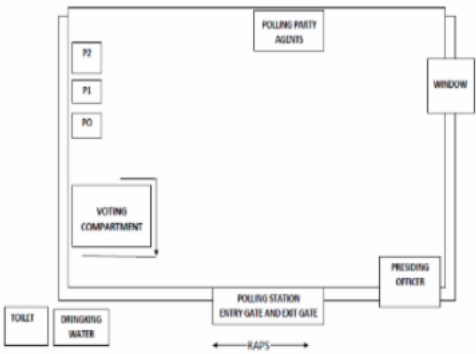 POLLING PARTY
AGENTS
P2
P1
PO
WINDOW
VOTING
COMPARTMENT
PRESIDING
OFFICER
POLLING STATION
ENTRY GATE AND EXIT GATE
TOILET
DRINGKING
WATER
RAPS